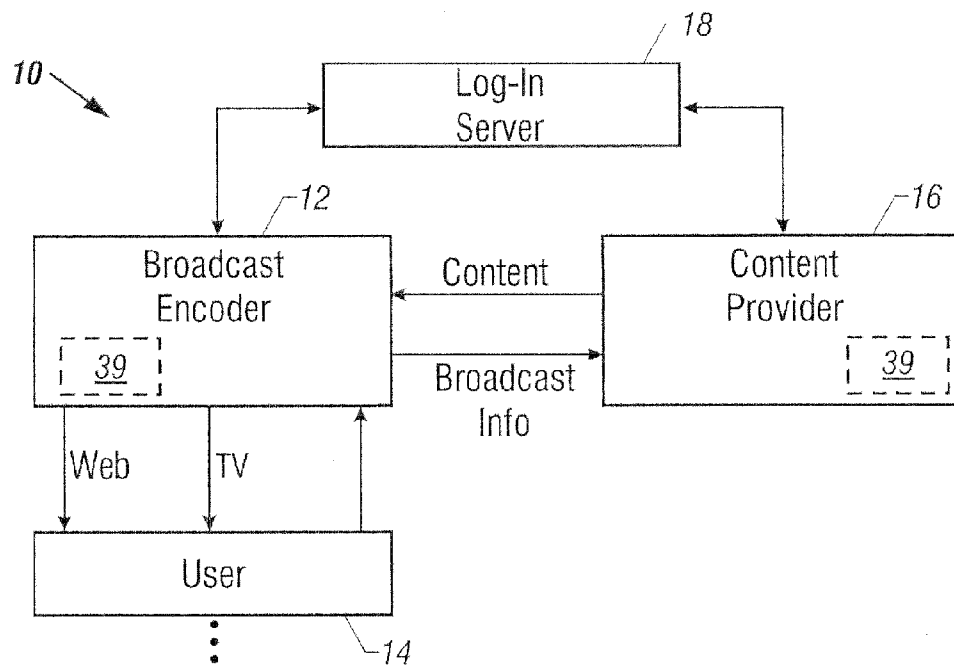 18
10
Log-In
Server
12
16
Broadcast
Encoder
Content
Content
Provider
39
Broadcast
Info
39
Web
TV
User
14